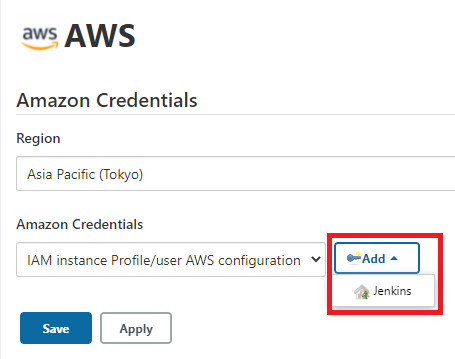 aws AWS
Amazon Credentials
Region
Asia Pacific (Tokyo)
Amazon Credentials
IAM instance Profile/user AWS configuration Add
Jenkins
Save Apply